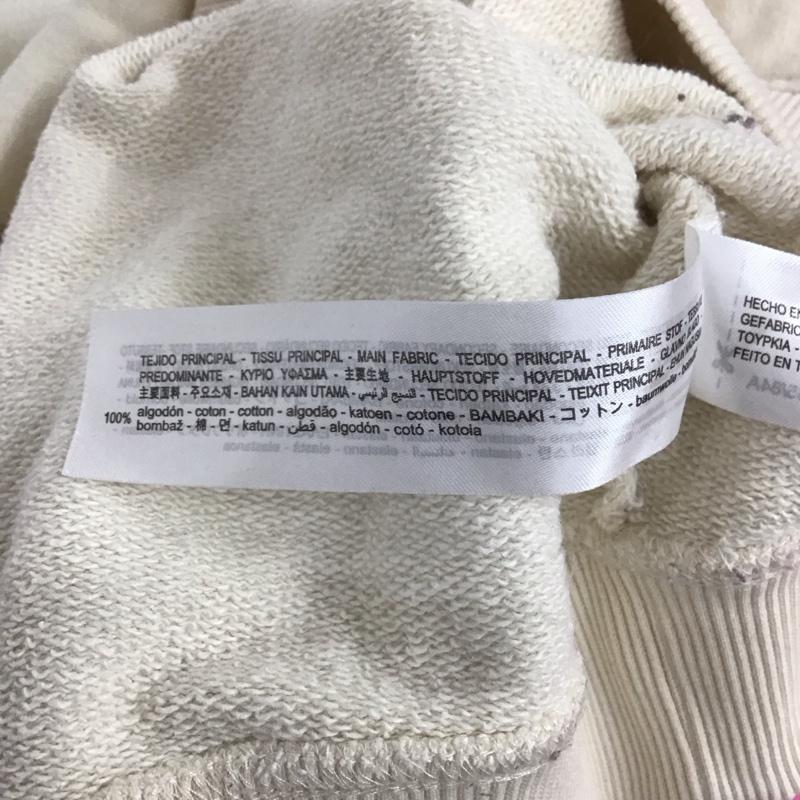 TEJIDO PRINCIPAL - TISSU PRINCIPAL - MAIN FABRIC - TECIDO PRINCIPAL - PRIMAIRE STOF -
PREDOMINANTE - ΚΥΡΙΟ ΥΦΑΣΜΑ - 主要生地 - HAUPTSTOFF - HOVEDMATERIALE -
主要面料 - 주요소재 - BAHAN KAIN UTAMA - النسيج الرئيسي - TECIDO PRINCIPAL - TEIXIT PRINCIPAL -
100% algodón - coton - cotton - algodão - katoen - cotone - BAMBAKI - コットン - baumwolle -
bombaž - 棉 - 면 - katun - قطن - algodón - cotó - kotoia
HECHO EN
GEFABRIC
ΤΟΥΡΚΙΑ -
FEITO EN T